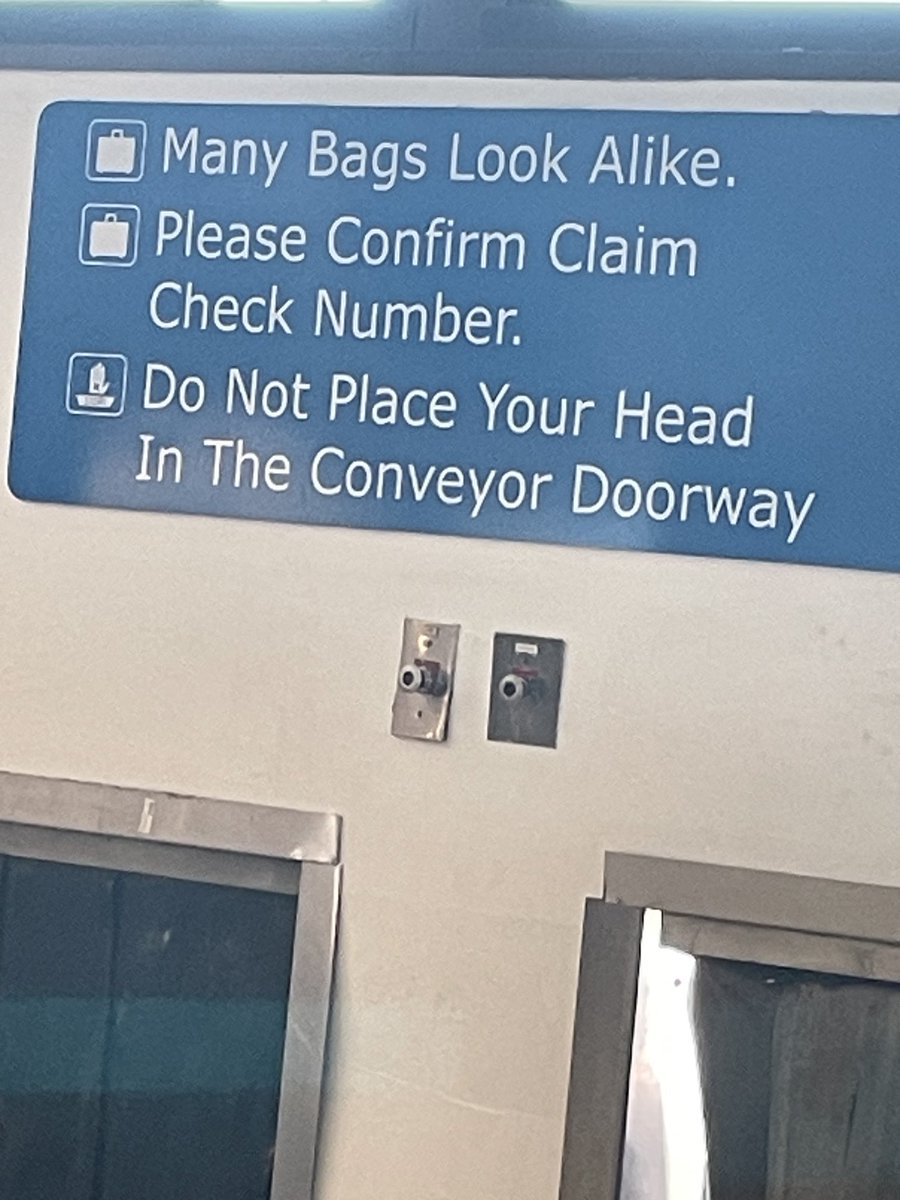 Many Bags Look Alike.
Please Confirm Claim
Check Number.
Do Not Place Your Head
In The Conveyor Doorway